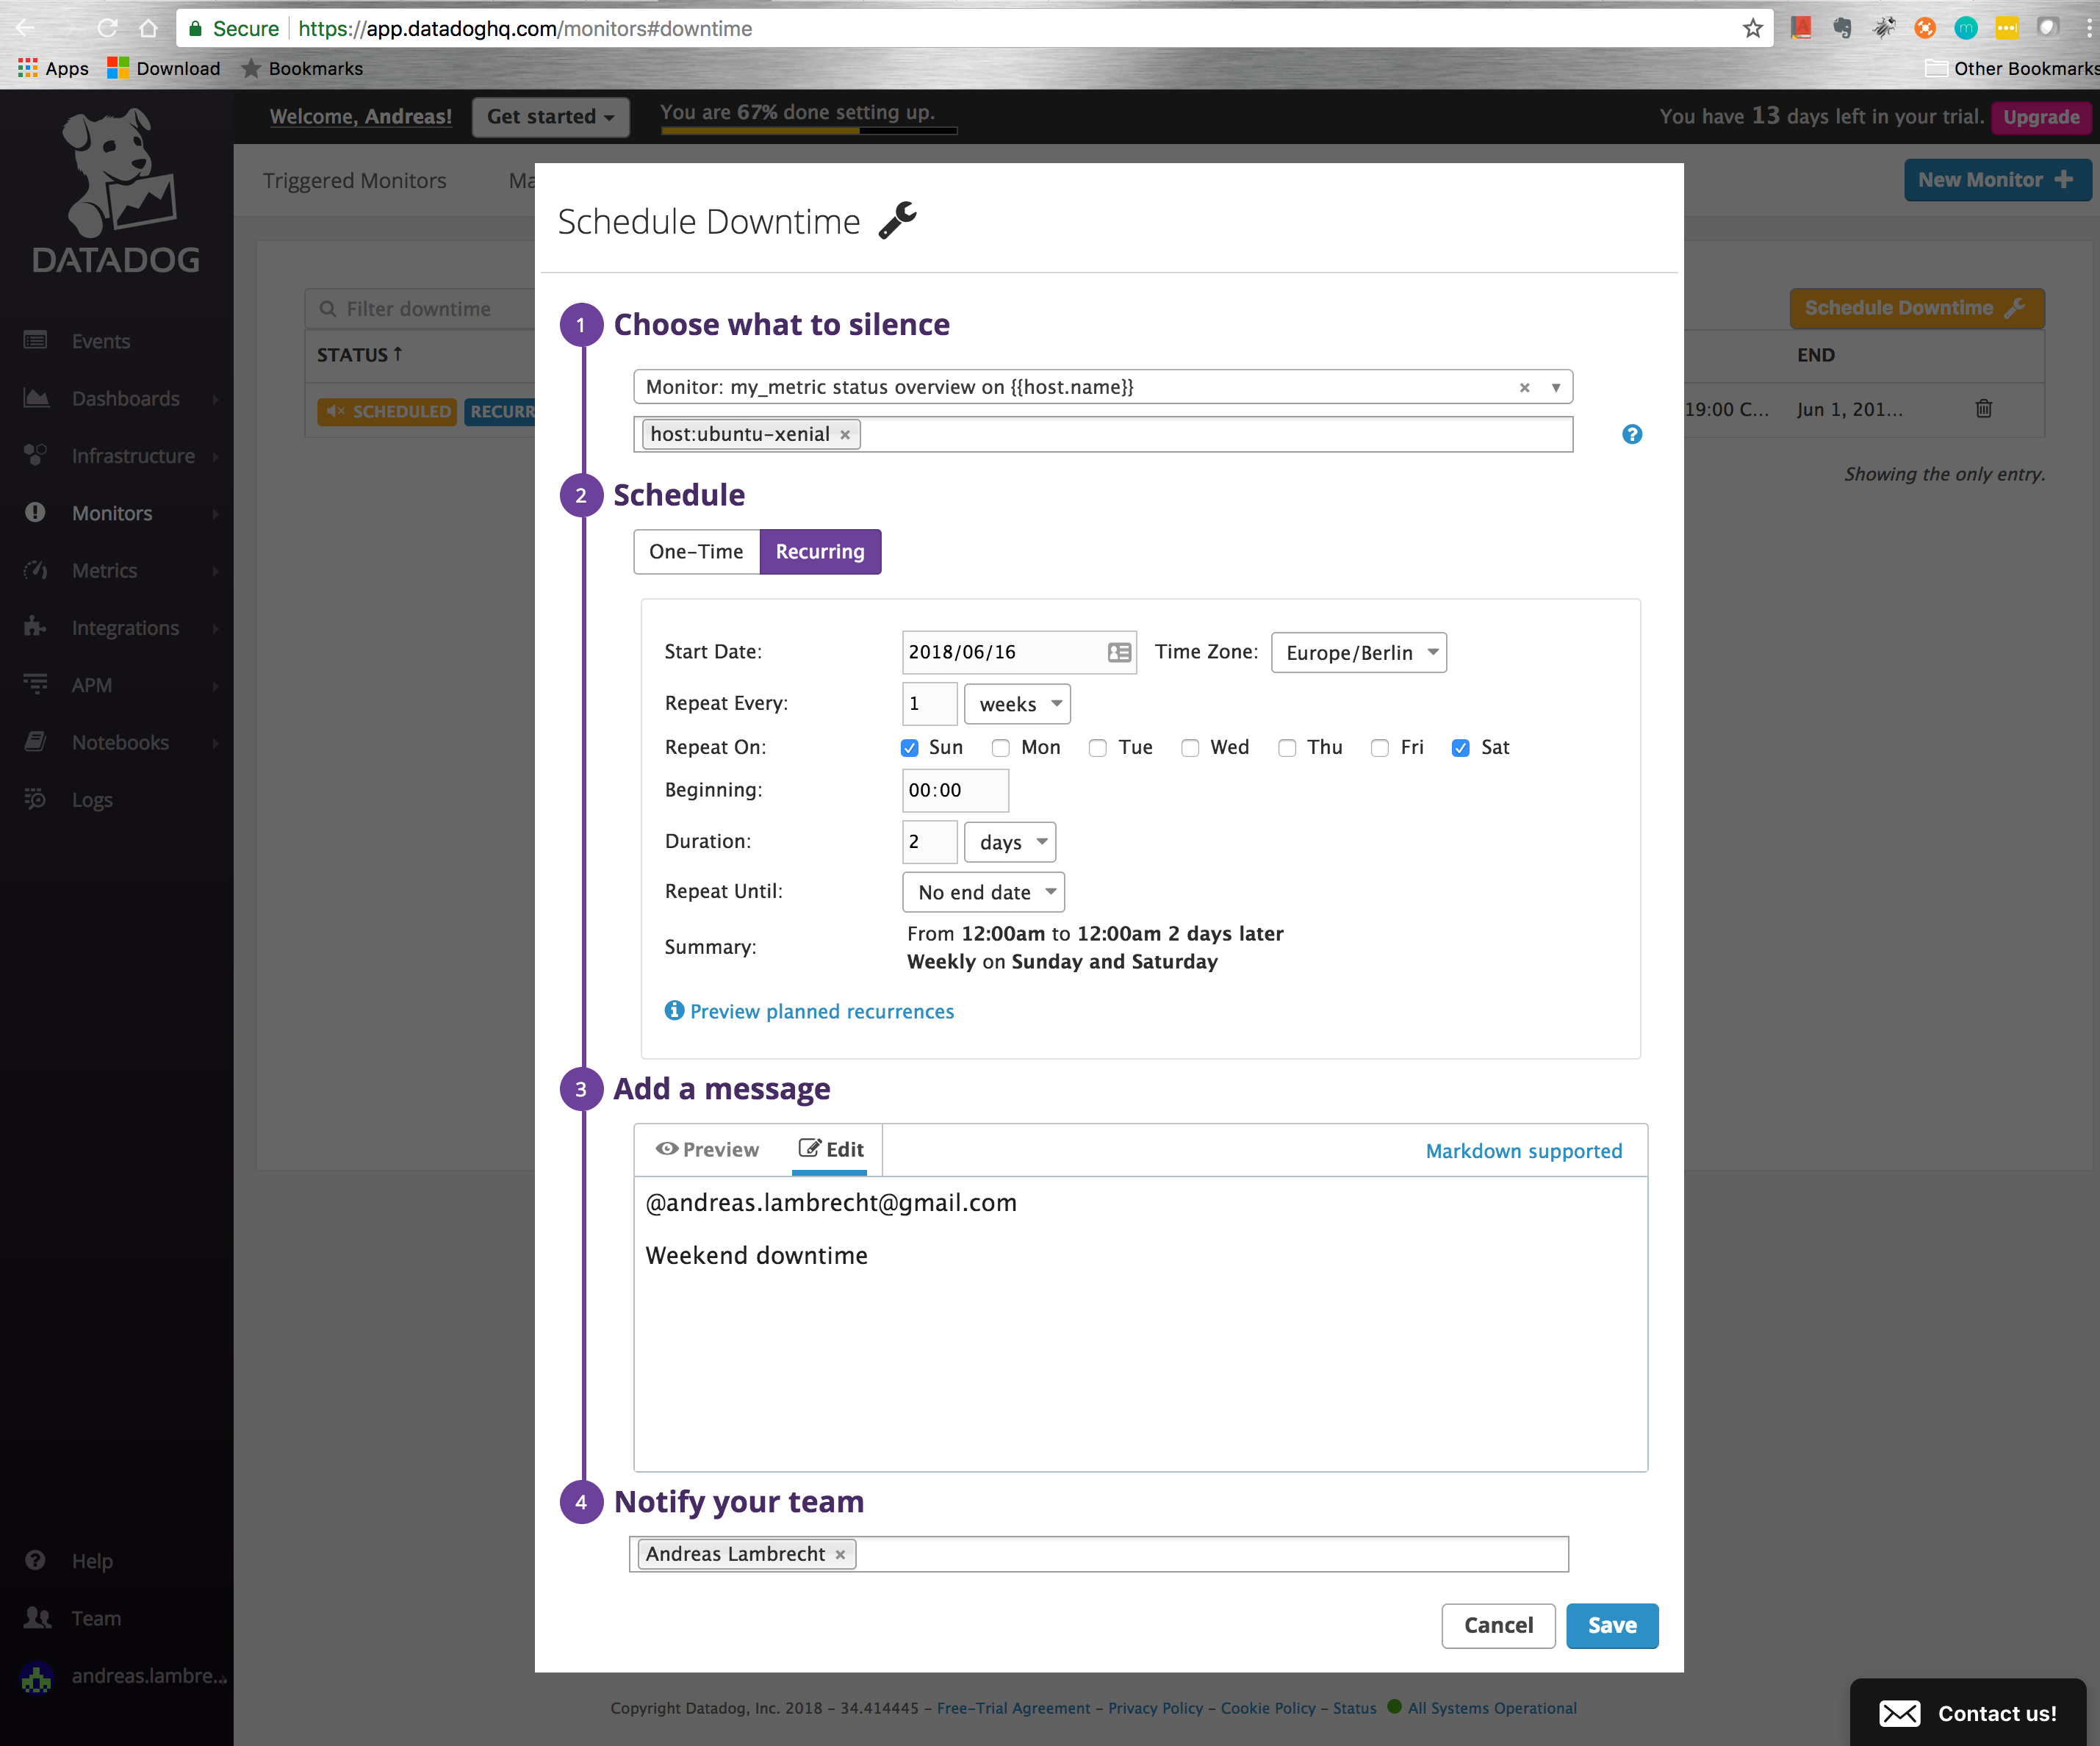 Secure https://app.datadoghq.com/monitors#downtime
Apps Download Bookmarks Other Bookmarks
Welcome, Andreas! Get started You are 67% done setting up. You have 13 days left in your trial. Upgrade
DATADOG
Triggered Monitors Ma New Monitor
Schedule Downtime
Filter downtime Schedule Downtime
STATUS END
SCHEDULED RECURR 19:00 C... Jun 1, 201...
Showing the only entry.
Events
Dashboards
Infrastructure
Monitors
Metrics
Integrations
APM
Notebooks
Logs
Help
Team
andreas.lambre...
1 Choose what to silence
Monitor: my_metric status overview on {{host.name}} × ▼
host:ubuntu-xenial × ?
2 Schedule
One-Time Recurring
Start Date: 2018/06/16 Time Zone: Europe/Berlin
Repeat Every: 1 weeks
Repeat On: Sun Mon Tue Wed Thu Fri Sat
Beginning: 00:00
Duration: 2 days
Repeat Until: No end date
Summary: From 12:00am to 12:00am 2 days later
Weekly on Sunday and Saturday
Preview planned recurrences
3 Add a message
Preview Edit Markdown supported
@andreas.lambrecht@gmail.com
Weekend downtime
4 Notify your team
Andreas Lambrecht ×
Cancel Save
Copyright Datadog, Inc. 2018 - 34.414445 - Free-Trial Agreement - Privacy Policy - Cookie Policy - Status All Systems Operational
Contact us!